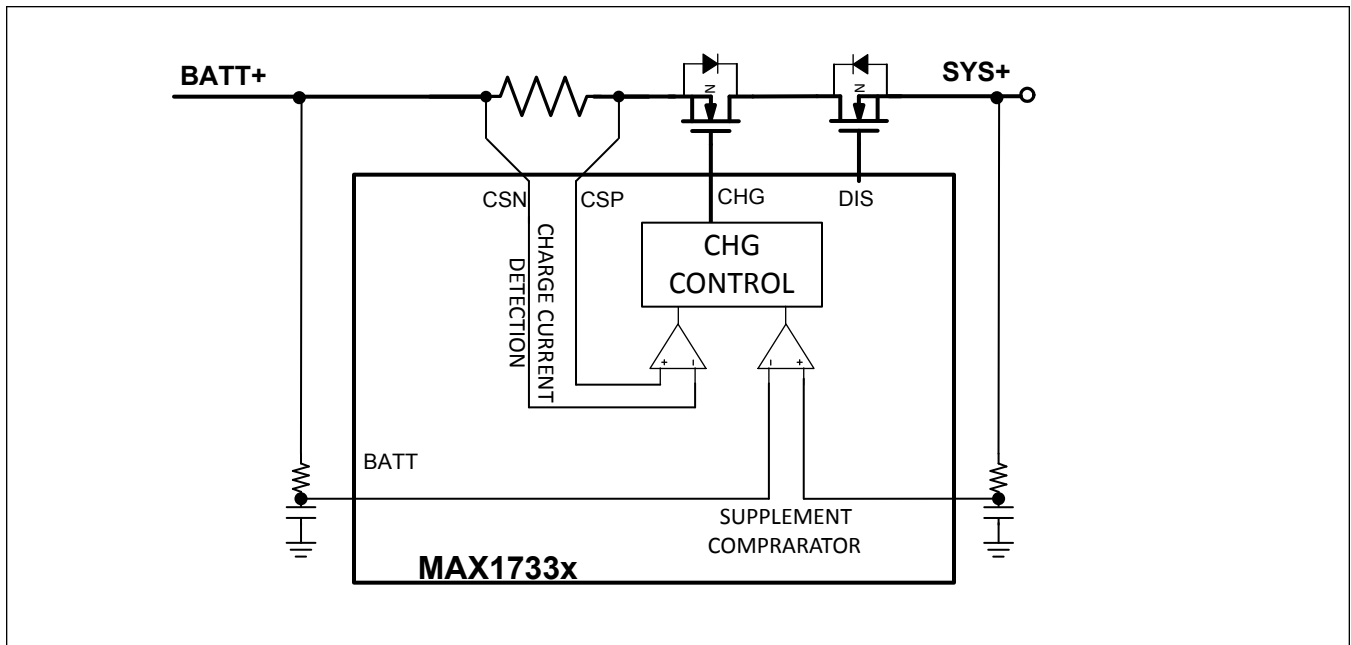 BATT+
SYS+
N
N
CSN
CSP
CHG
DIS
CHARGE CURRENT
DETECTION
CHG
CONTROL
+ -
- +
BATT
SUPPLEMENT
COMPRARATOR
MAX1733x